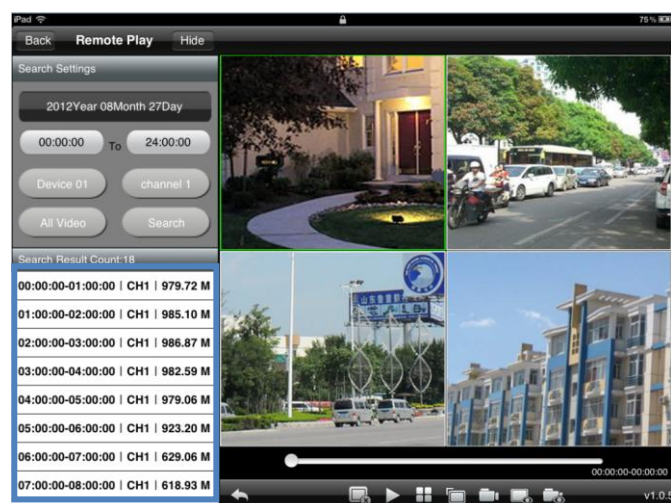 iPad
75%
Back
Remote Play
Hide
Search Settings
2012Year 08Month 27Day
00:00:00
To
24:00:00
Device 01
channel 1
All Video
Search
Search Result Count:18
00:00:00-01:00:00 | CH1 | 979.72 M
01:00:00-02:00:00 | CH1 | 985.10 M
02:00:00-03:00:00 | CH1 | 986.87 M
03:00:00-04:00:00 | CH1 | 982.59 M
04:00:00-05:00:00 | CH1 | 979.06 M
05:00:00-06:00:00 | CH1 | 923.20 M
06:00:00-07:00:00 | CH1 | 629.06 M
07:00:00-08:00:00 | CH1 | 618.93 M
00:00:00-00:00:00